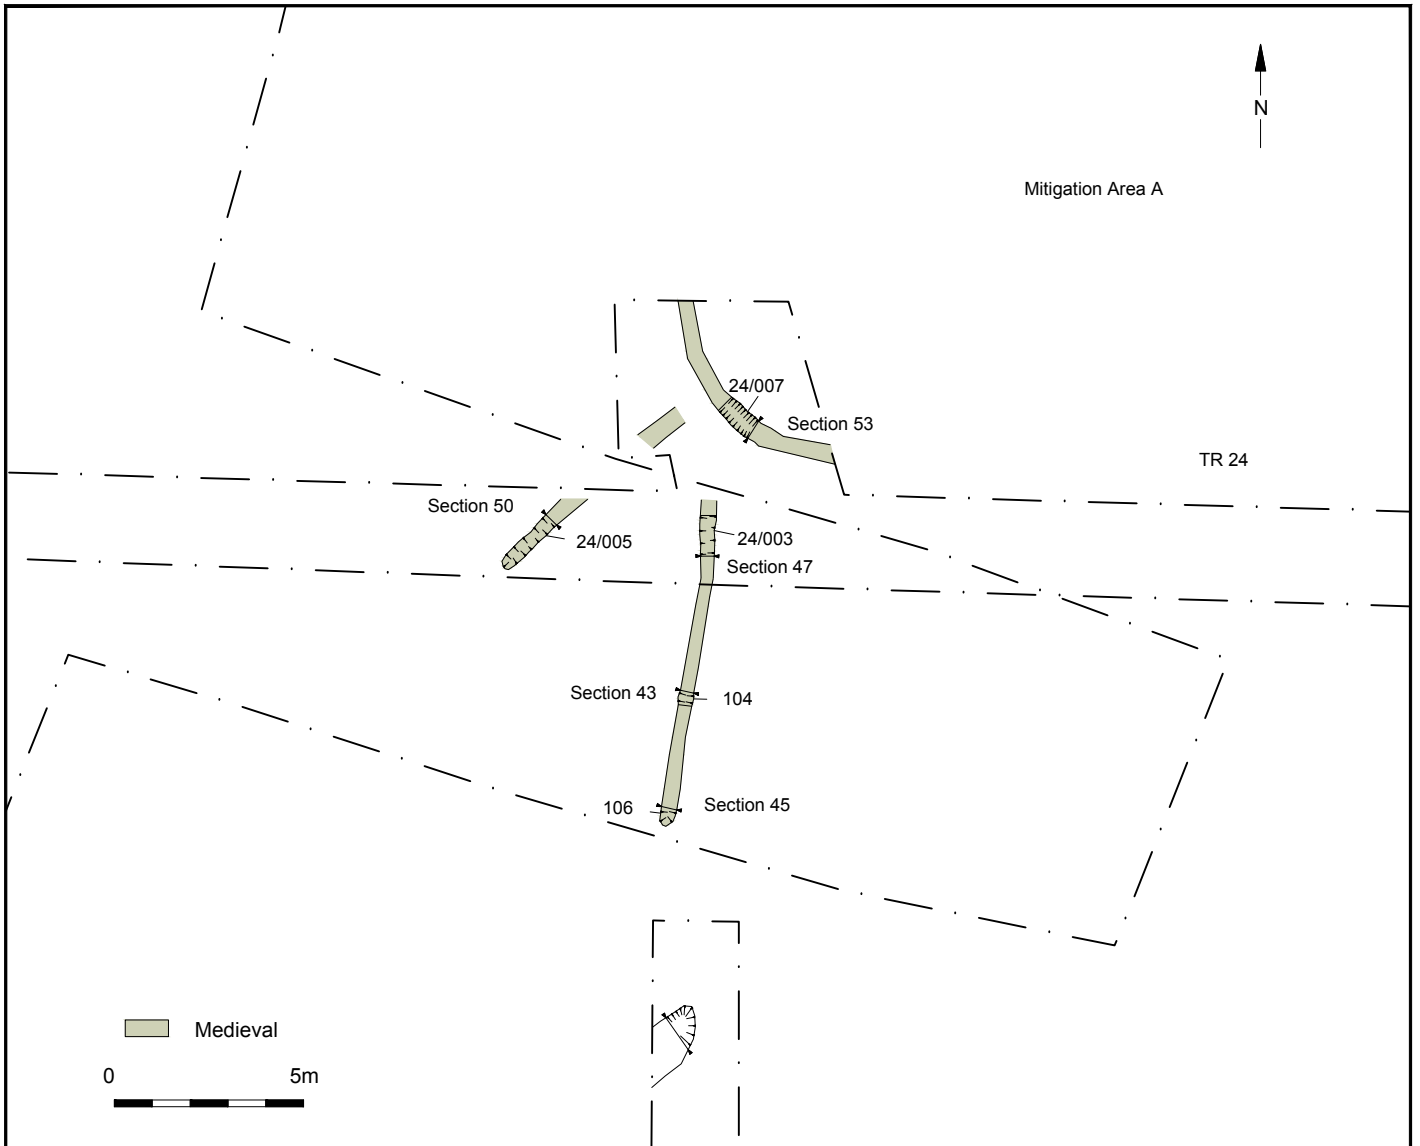 N
Mitigation Area A
24/007
Section 53
TR 24
Section 50
24/005
24/003
Section 47
Section 43
104
106
Section 45
Medieval
0
5m